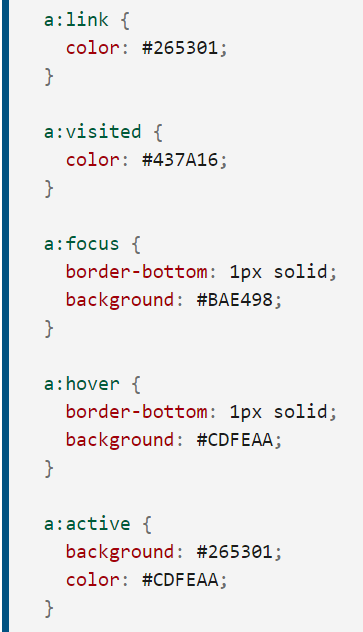 a:link {
  color: #265301;
}

a:visited {
  color: #437A16;
}

a:focus {
  border-bottom: 1px solid;
  background: #BAE498;
}

a:hover {
  border-bottom: 1px solid;
  background: #CDFEAA;
}

a:active {
  background: #265301;
  color: #CDFEAA;
}